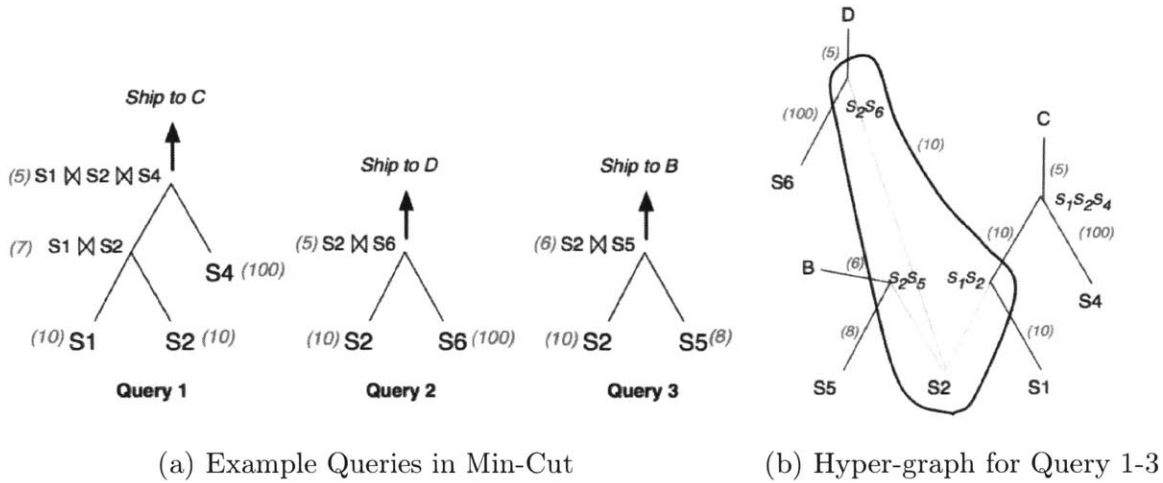 Ship to C
(5) S1 ⋈ S2 ⋈ S4
(7) S1 ⋈ S2
S4 (100)
(10) S1
S2 (10)
Query 1
Ship to D
(5) S2 ⋈ S6
(10) S2
S6 (100)
Query 2
Ship to B
(6) S2 ⋈ S5
(10) S2
S5 (8)
Query 3
(a) Example Queries in Min-Cut
D
(5)
(100)
S2S6
(10)
S6
C
(5)
S1S2S4
(10)
(100)
B
(6)
S2S5
S1S2
S4
(8)
(10)
S5
S2
S1
(b) Hyper-graph for Query 1-3